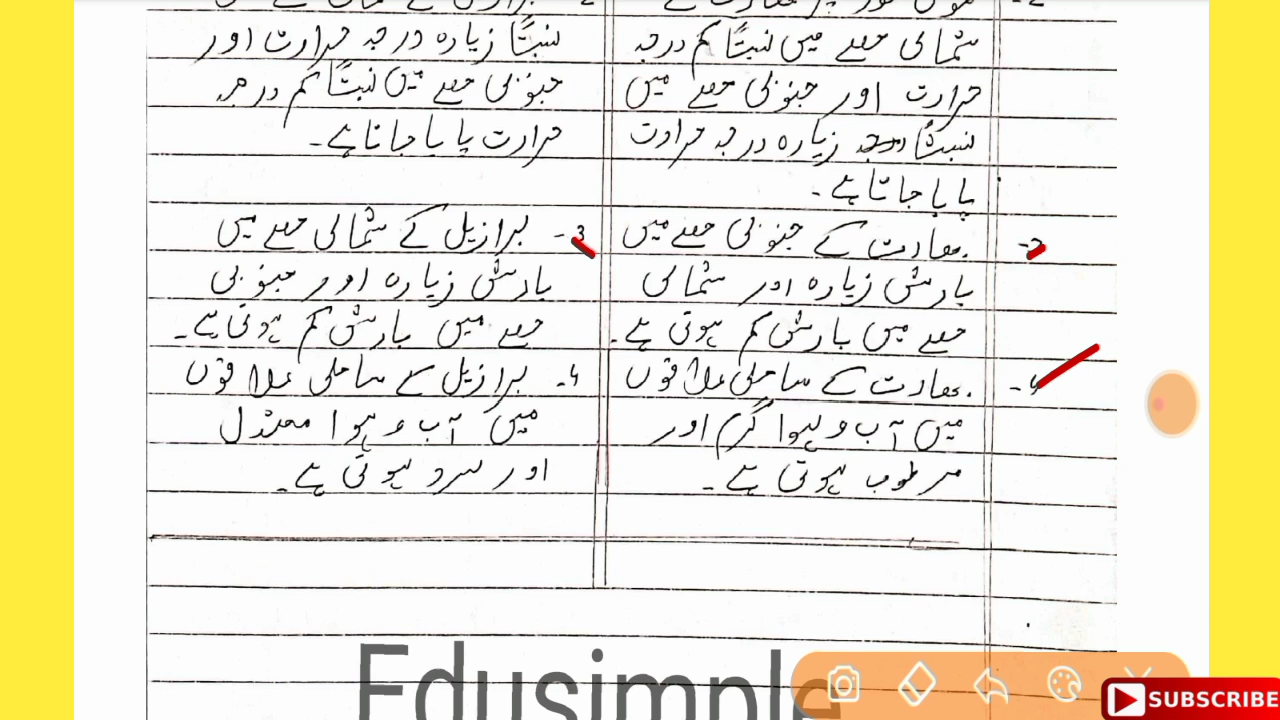 شمالی حصے میں نسبتاً کم درجہ
حرارت اور جنوبی حصے میں
نسبتاً زیادہ درجہ حرارت
پایا جاتا ہے۔
3- بھارت کے جنوبی حصے میں
بارش زیادہ اور شمالی
حصے میں بارش کم ہوتی ہے۔
4- بھارت کے ساحلی علاقوں
میں آب و ہوا گرم اور
مرطوب ہوتی ہے۔
نسبتاً زیادہ درجہ حرارت اور
جنوبی حصے میں نسبتاً کم درجہ
حرارت پایا جاتا ہے۔
3- برازیل کے شمالی حصے میں
بارش زیادہ اور جنوبی
حصے میں بارش کم ہوتی ہے۔
4- برازیل کے ساحلی علاقوں
میں آب و ہوا معتدل
اور سرد ہوتی ہے۔
Edusimple
SUBSCRIBE